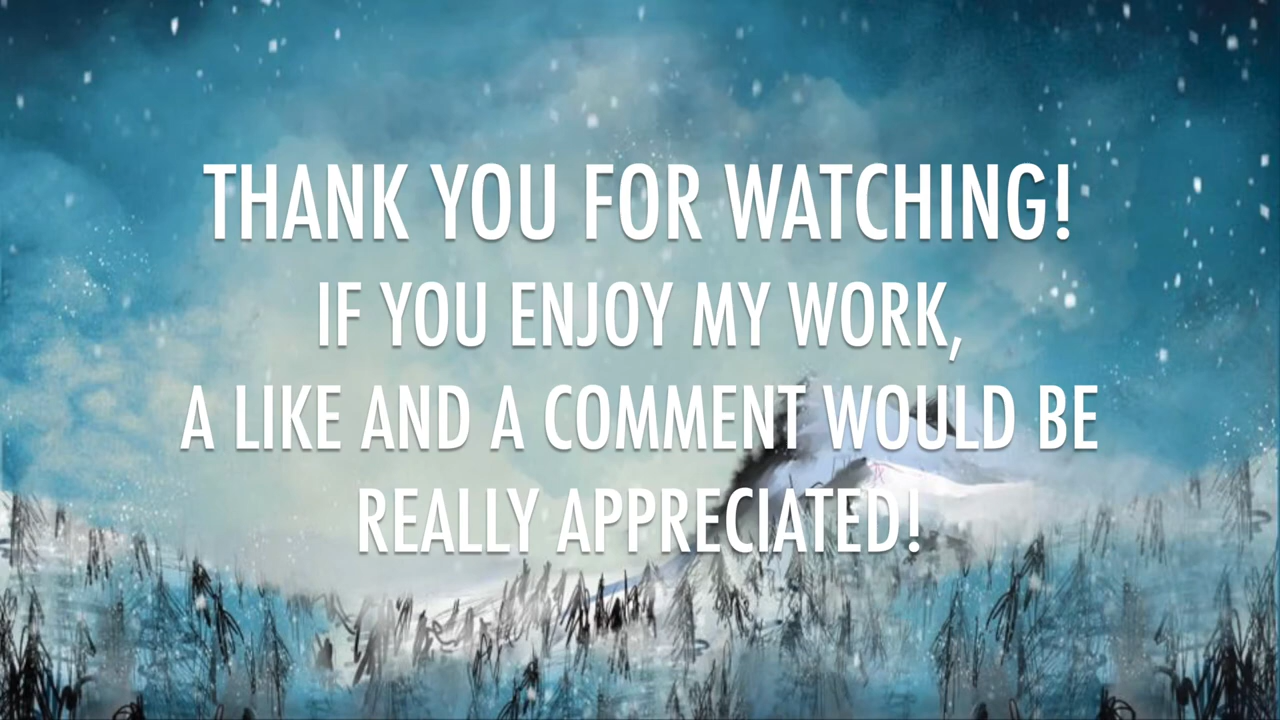 THANK YOU FOR WATCHING!
IF YOU ENJOY MY WORK,
A LIKE AND A COMMENT WOULD BE
REALLY APPRECIATED!